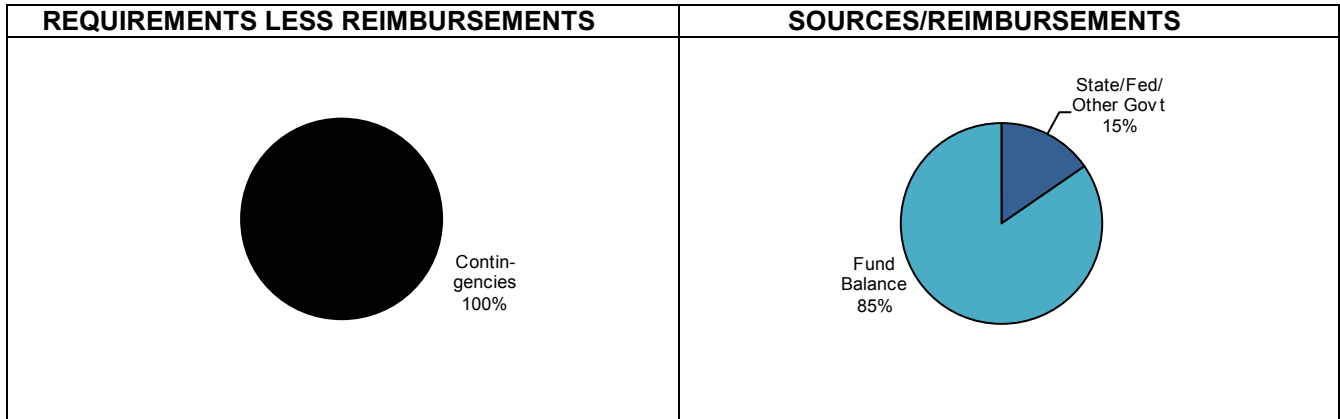 REQUIREMENTS LESS REIMBURSEMENTS
Contin-
gencies
100%
SOURCES/REIMBURSEMENTS
State/Fed/
Other Govt
15%
Fund
Balance
85%